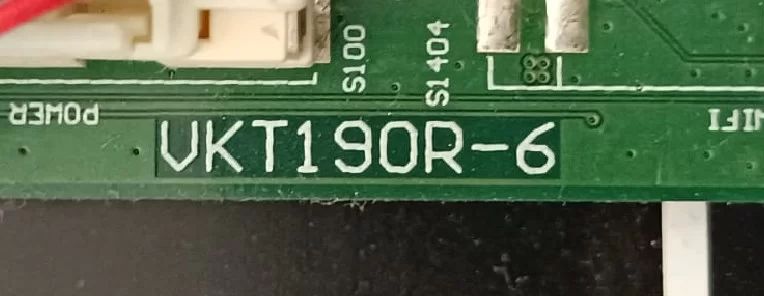 S100
S1404
POWER
WIFI
VKT190R-6